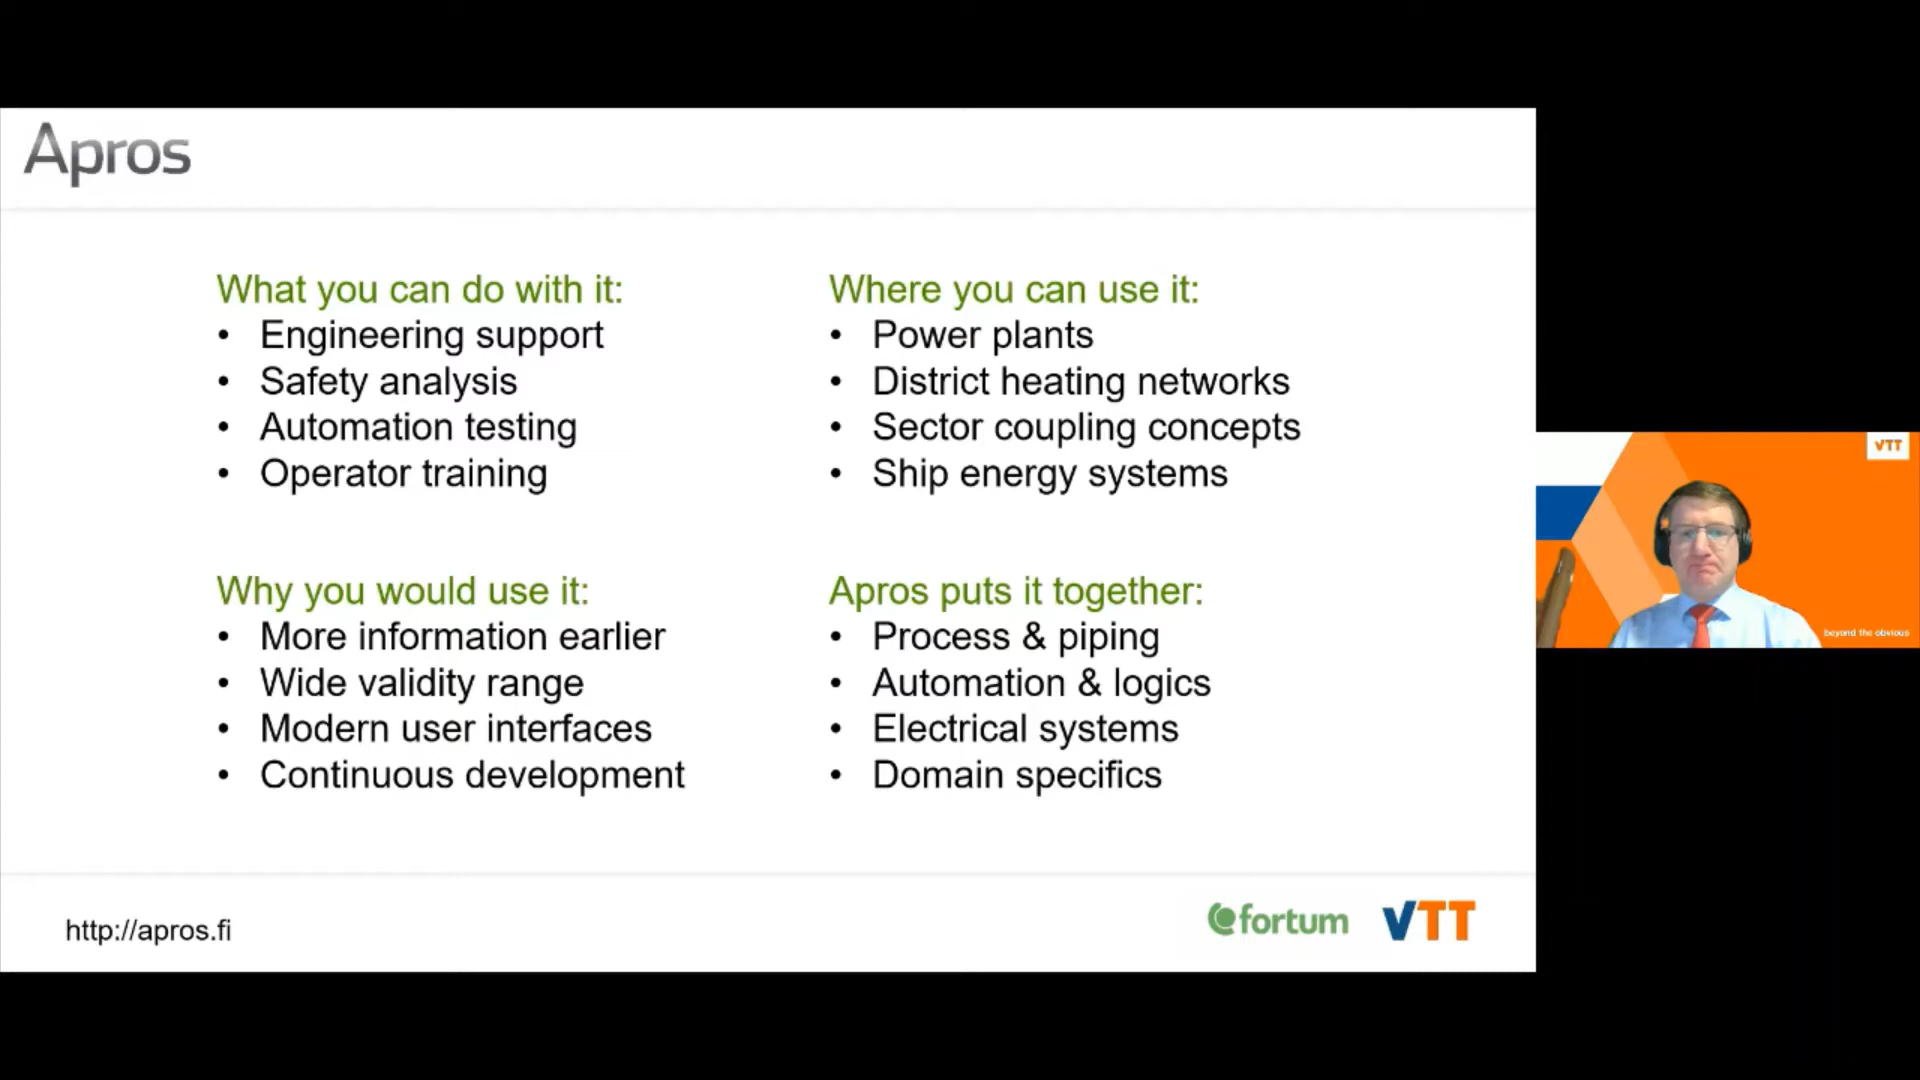 Apros
What you can do with it:
• Engineering support
• Safety analysis
• Automation testing
• Operator training
Where you can use it:
• Power plants
• District heating networks
• Sector coupling concepts
• Ship energy systems
Why you would use it:
• More information earlier
• Wide validity range
• Modern user interfaces
• Continuous development
Apros puts it together:
• Process & piping
• Automation & logics
• Electrical systems
• Domain specifics
http://apros.fi
fortum
VTT
VTT
beyond the obvious